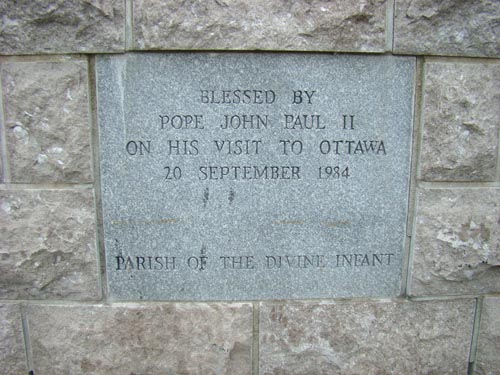 BLESSED BY
POPE JOHN PAUL II
ON HIS VISIT TO OTTAWA
20 SEPTEMBER 1984
PARISH OF THE DIVINE INFANT